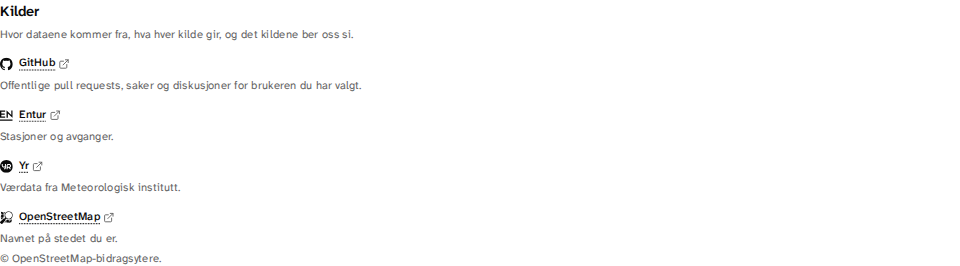 Kilder
Hvor dataene kommer fra, hva hver kilde gir, og det kildene ber oss si.
GitHub
Offentlige pull requests, saker og diskusjoner for brukeren du har valgt.
EN Entur
Stasjoner og avganger.
YR Yr
Værdata fra Meteorologisk institutt.
OpenStreetMap
Navnet på stedet du er.
© OpenStreetMap-bidragsytere.